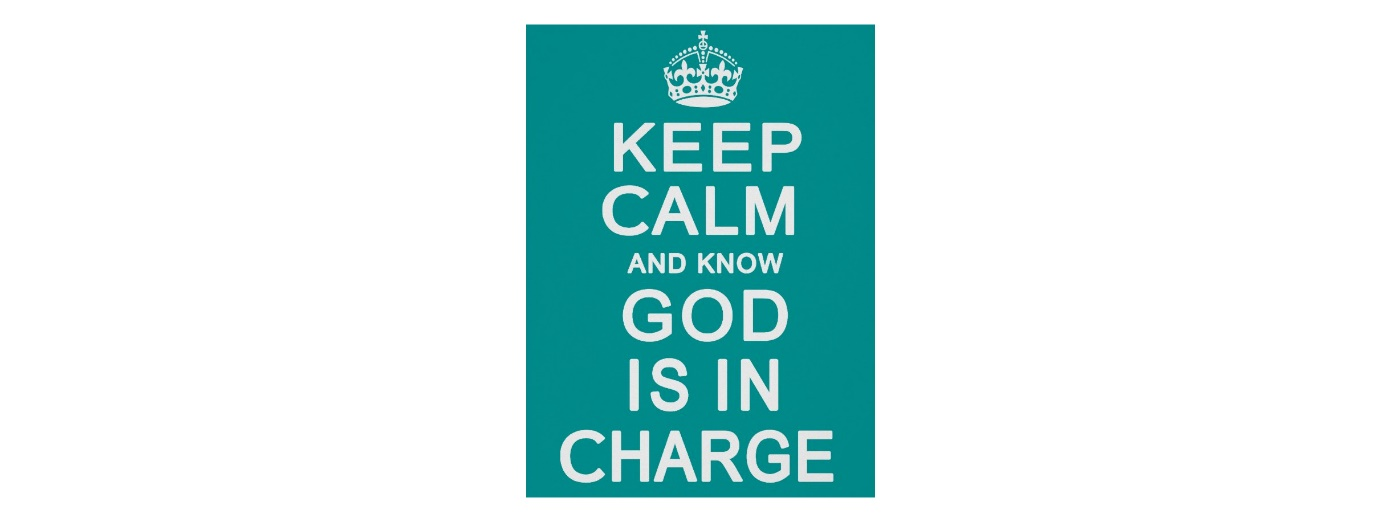 KEEP
CALM
AND KNOW
GOD
IS IN
CHARGE